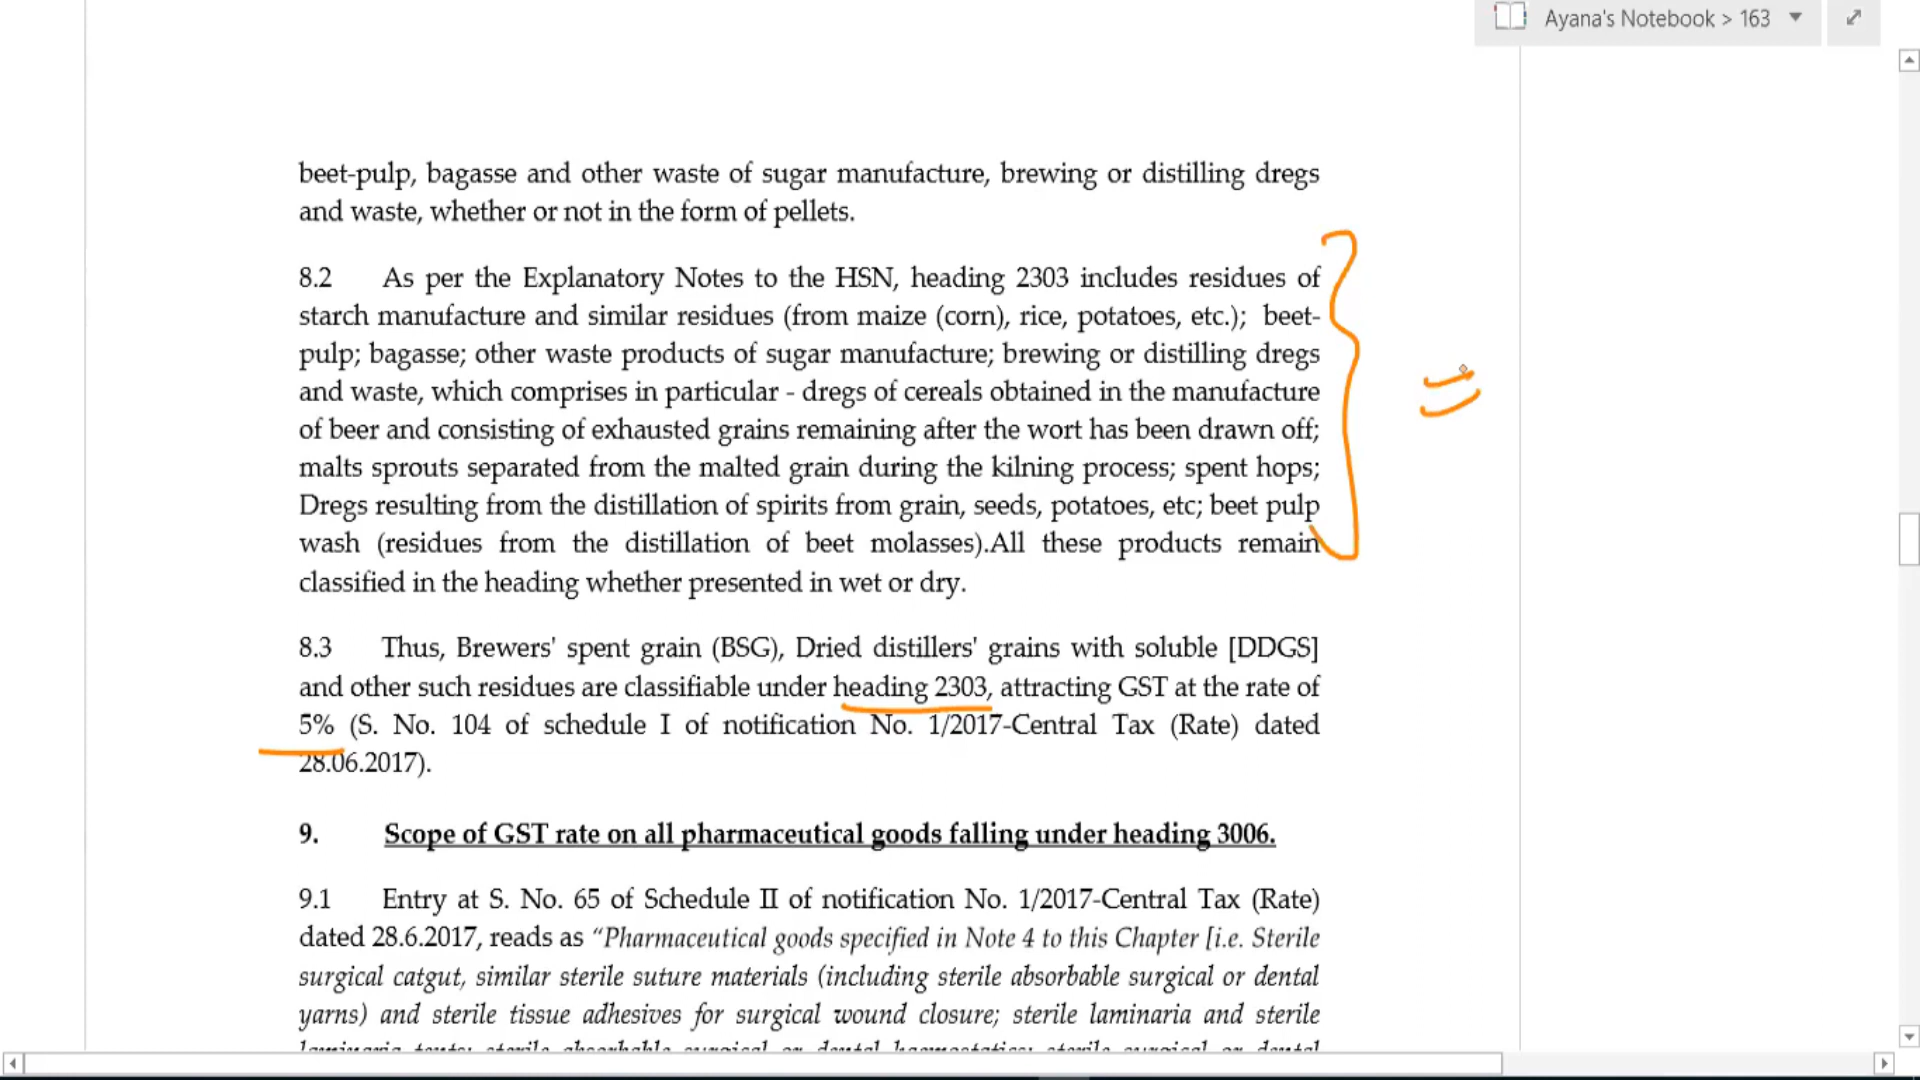 Ayana's Notebook > 163
beet-pulp, bagasse and other waste of sugar manufacture, brewing or distilling dregs
and waste, whether or not in the form of pellets.
8.2 As per the Explanatory Notes to the HSN, heading 2303 includes residues of
starch manufacture and similar residues (from maize (corn), rice, potatoes, etc.); beet-
pulp; bagasse; other waste products of sugar manufacture; brewing or distilling dregs
and waste, which comprises in particular - dregs of cereals obtained in the manufacture
of beer and consisting of exhausted grains remaining after the wort has been drawn off;
malts sprouts separated from the malted grain during the kilning process; spent hops;
Dregs resulting from the distillation of spirits from grain, seeds, potatoes, etc; beet pulp
wash (residues from the distillation of beet molasses).All these products remain
classified in the heading whether presented in wet or dry.
8.3 Thus, Brewers' spent grain (BSG), Dried distillers' grains with soluble [DDGS]
and other such residues are classifiable under heading 2303, attracting GST at the rate of
5% (S. No. 104 of schedule I of notification No. 1/2017-Central Tax (Rate) dated
28.06.2017).
9. Scope of GST rate on all pharmaceutical goods falling under heading 3006.
9.1 Entry at S. No. 65 of Schedule II of notification No. 1/2017-Central Tax (Rate)
dated 28.6.2017, reads as “Pharmaceutical goods specified in Note 4 to this Chapter [i.e. Sterile
surgical catgut, similar sterile suture materials (including sterile absorbable surgical or dental
yarns) and sterile tissue adhesives for surgical wound closure; sterile laminaria and sterile
laminaria tents; sterile absorbable surgical or dental haemostatics; sterile surgical or dental